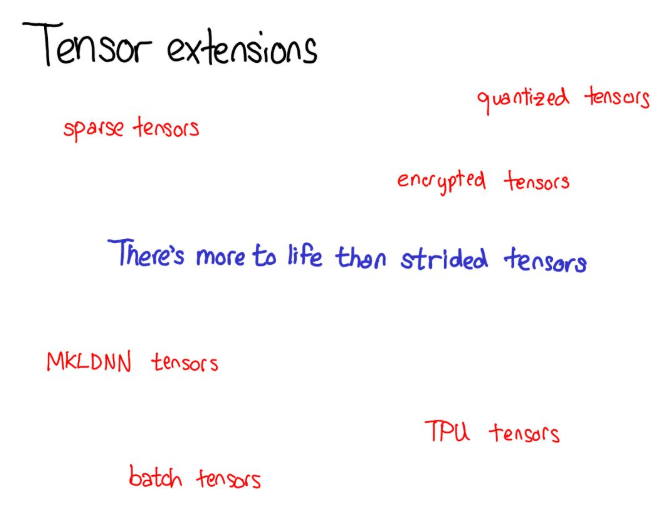 Tensor extensions
quantized tensors
sparse tensors
encrypted tensors
There's more to life than strided tensors
MKLDNN tensors
TPU tensors
batch tensors